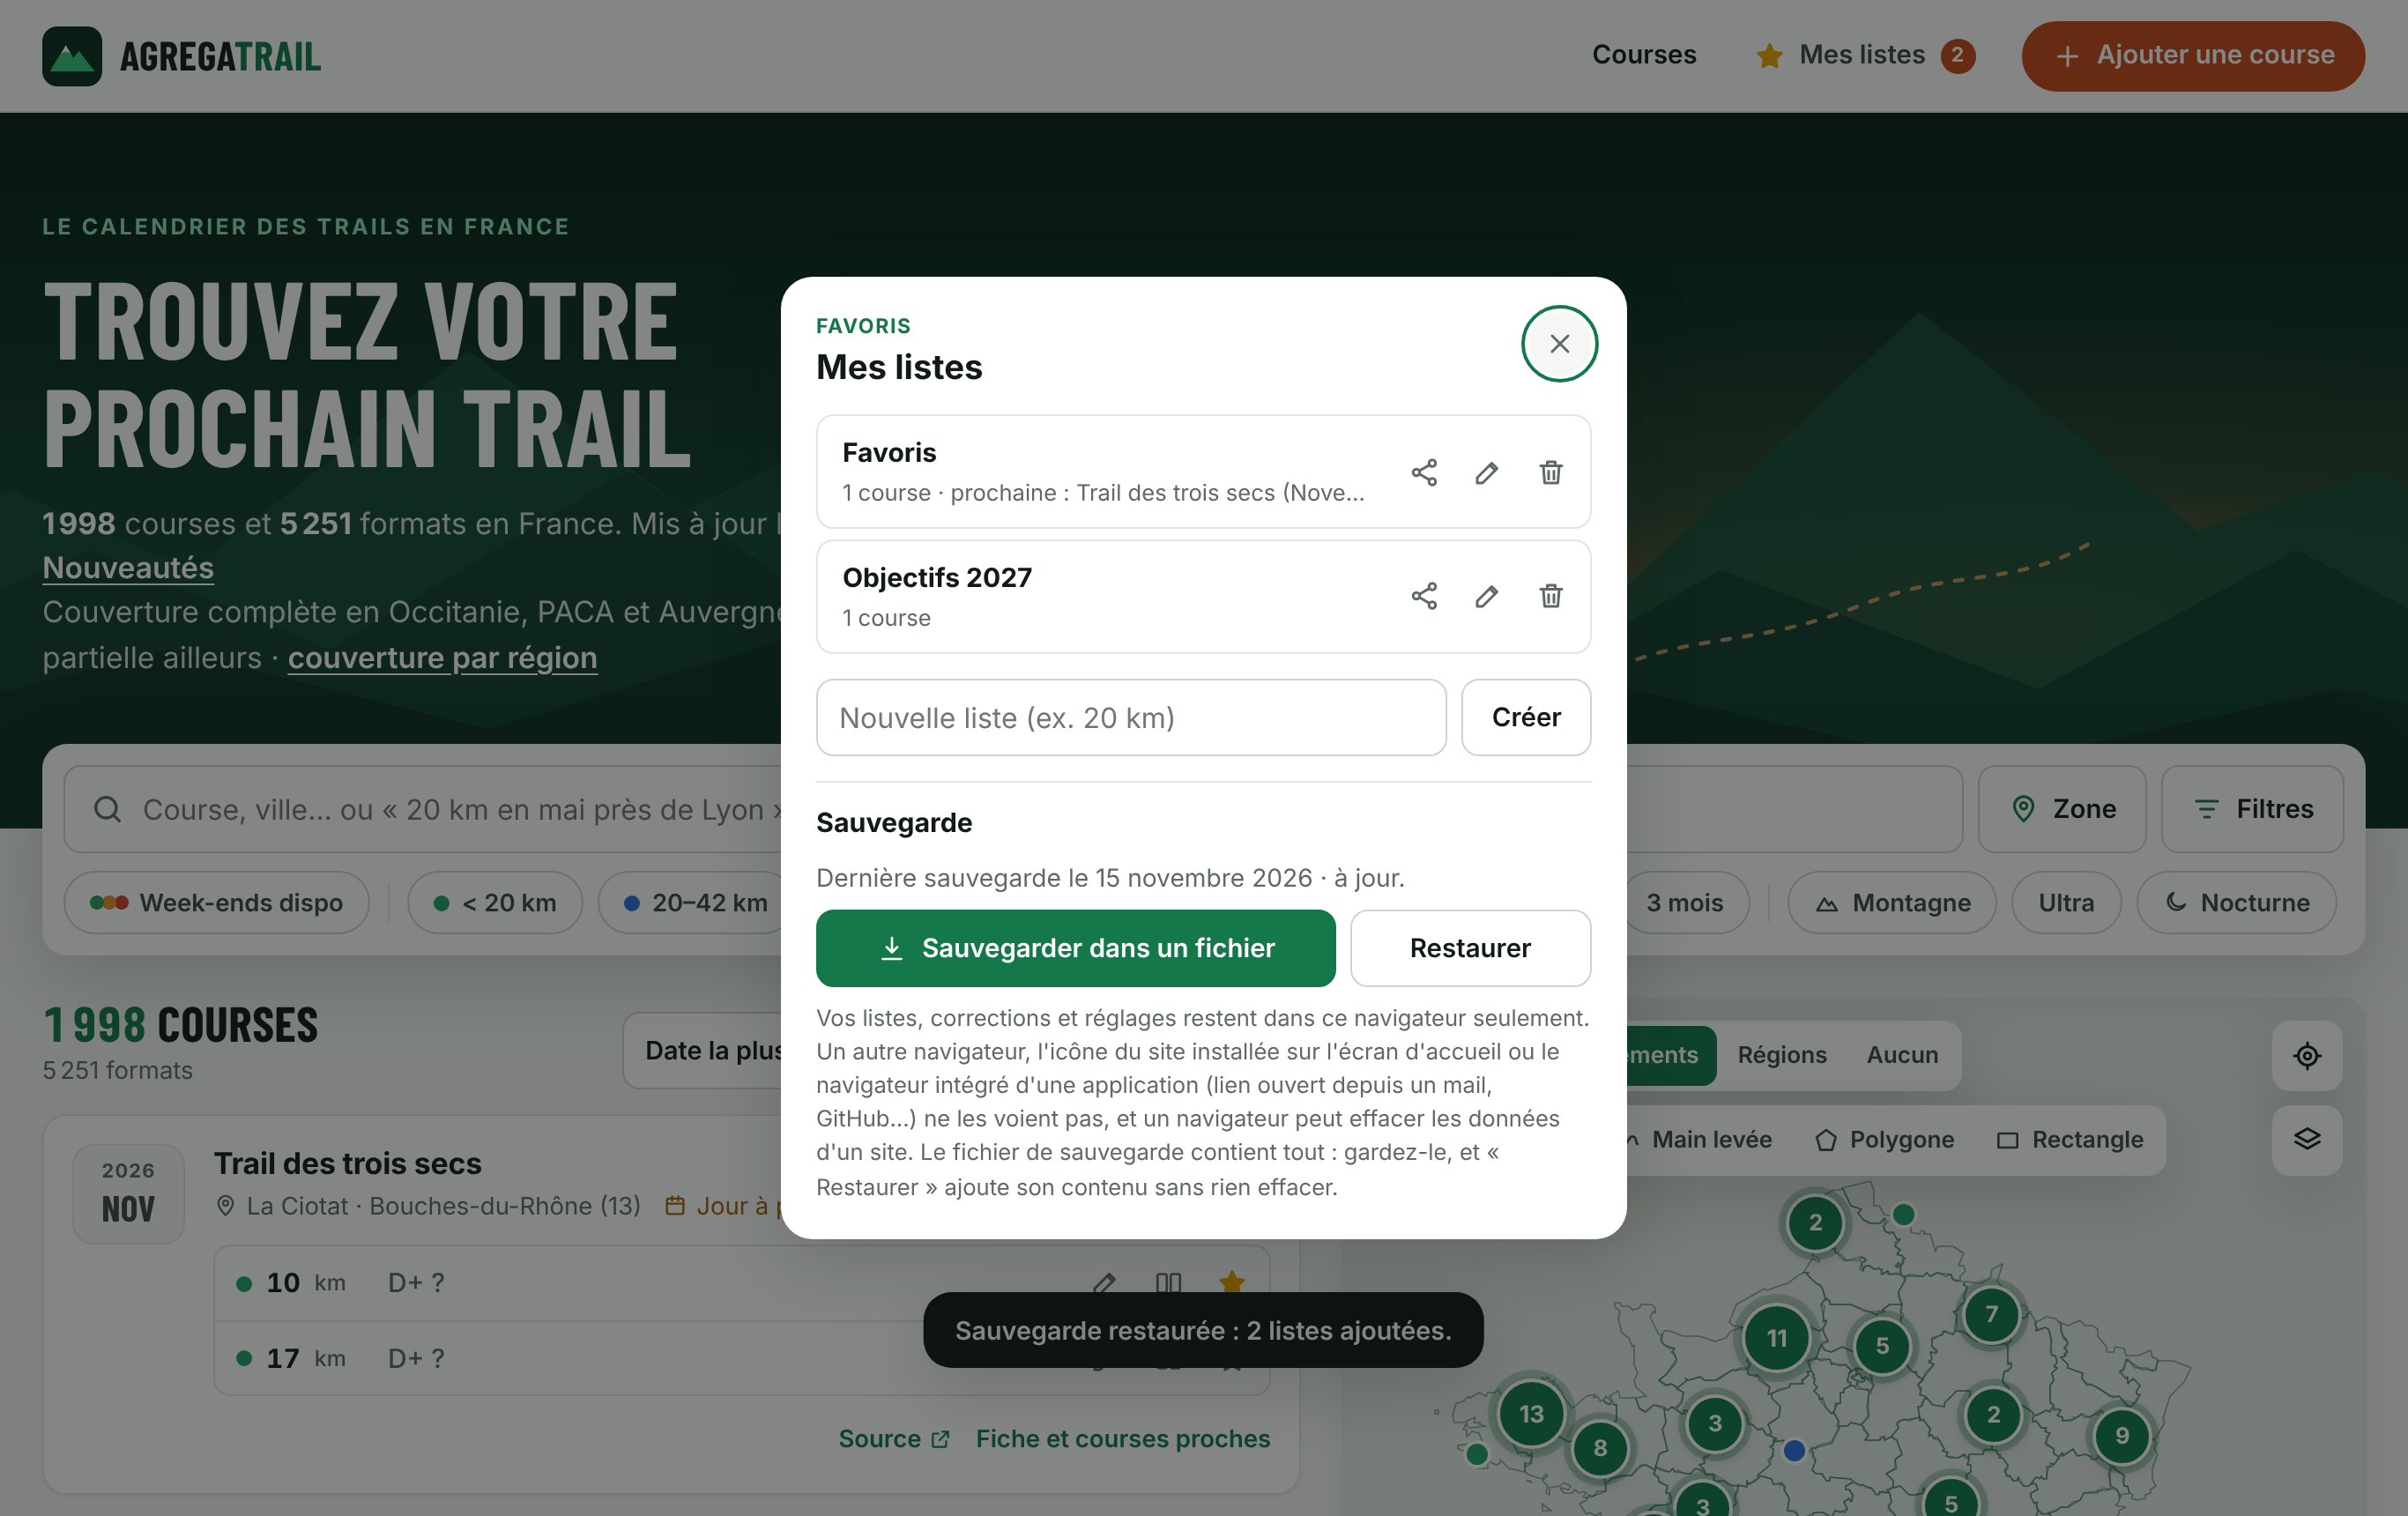 AGREGATRAIL
Courses
Mes listes 2
Ajouter une course
LE CALENDRIER DES TRAILS EN FRANCE
TROUVEZ VOTRE
PROCHAIN TRAIL
1 998 courses et 5 251 formats en France. Mis à jour
Nouveautés
Couverture complète en Occitanie, PACA et Auvergne
partielle ailleurs · couverture par région
FAVORIS
Mes listes
Favoris
1 course · prochaine : Trail des trois secs (Nove...
Objectifs 2027
1 course
Nouvelle liste (ex. 20 km)
Créer
Sauvegarde
Dernière sauvegarde le 15 novembre 2026 · à jour.
Sauvegarder dans un fichier
Restaurer
Vos listes, corrections et réglages restent dans ce navigateur seulement.
Un autre navigateur, l'icône du site installée sur l'écran d'accueil ou le
navigateur intégré d'une application (lien ouvert depuis un mail,
GitHub...) ne les voient pas, et un navigateur peut effacer les données
d'un site. Le fichier de sauvegarde contient tout : gardez-le, et «
Restaurer » ajoute son contenu sans rien effacer.
Course, ville... ou « 20 km en mai près de Lyon »
Zone
Filtres
Week-ends dispo
< 20 km
20–42 km
3 mois
Montagne
Ultra
Nocturne
1 998 COURSES
5 251 formats
Date la plus
ements
Régions
Aucun
Main levée
Polygone
Rectangle
2026
NOV
Trail des trois secs
La Ciotat · Bouches-du-Rhône (13)
Jour à
10 km D+ ?
17 km D+ ?
Source
Fiche et courses proches
Sauvegarde restaurée : 2 listes ajoutées.
2
7
11
5
13
3
2
8
9
3
5